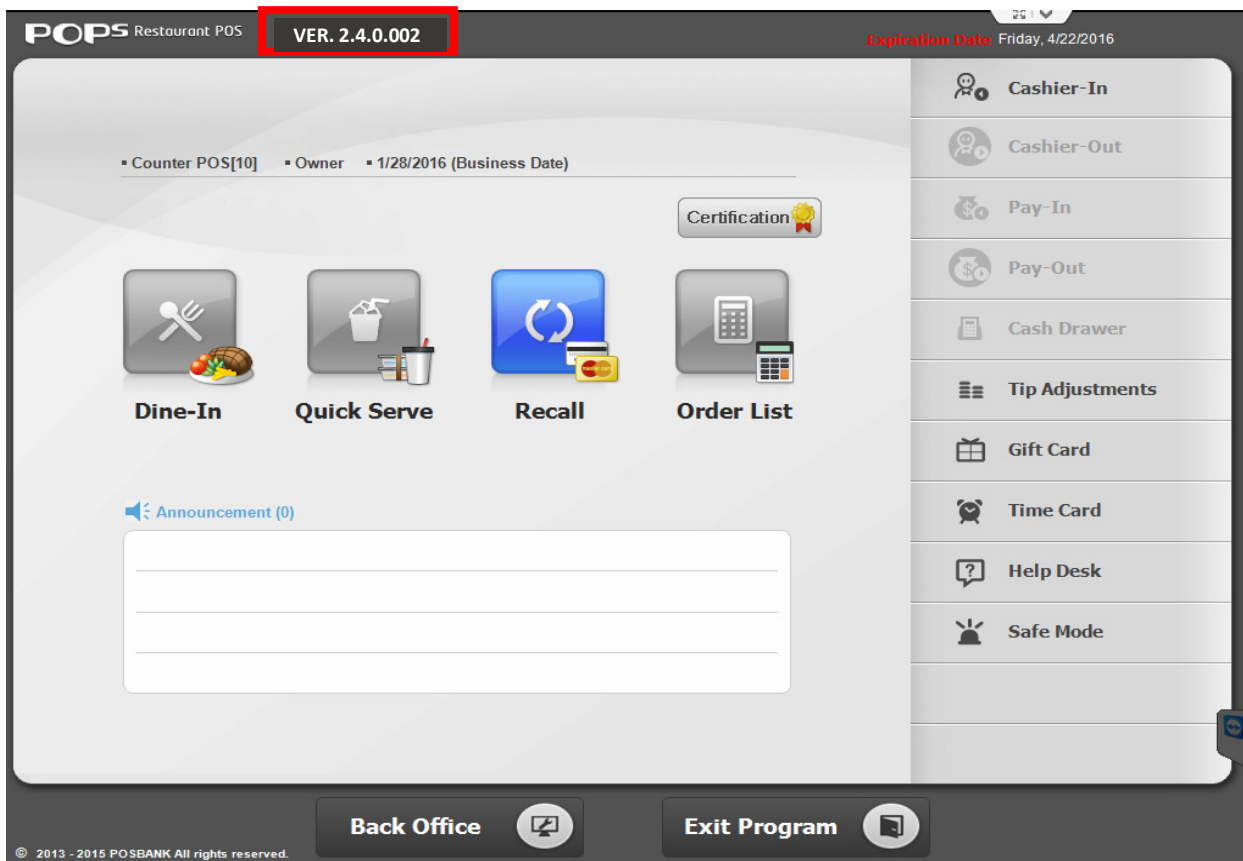 POPS Restaurant POS VER. 2.4.0.002
Expiration Date Friday, 4/22/2016
Counter POS[10] Owner 1/28/2016 (Business Date)
Certification
Dine-In Quick Serve Recall Order List
Announcement (0)
Cashier-In
Cashier-Out
Pay-In
Pay-Out
Cash Drawer
Tip Adjustments
Gift Card
Time Card
Help Desk
Safe Mode
Back Office Exit Program
© 2013 - 2015 POSBANK All rights reserved.